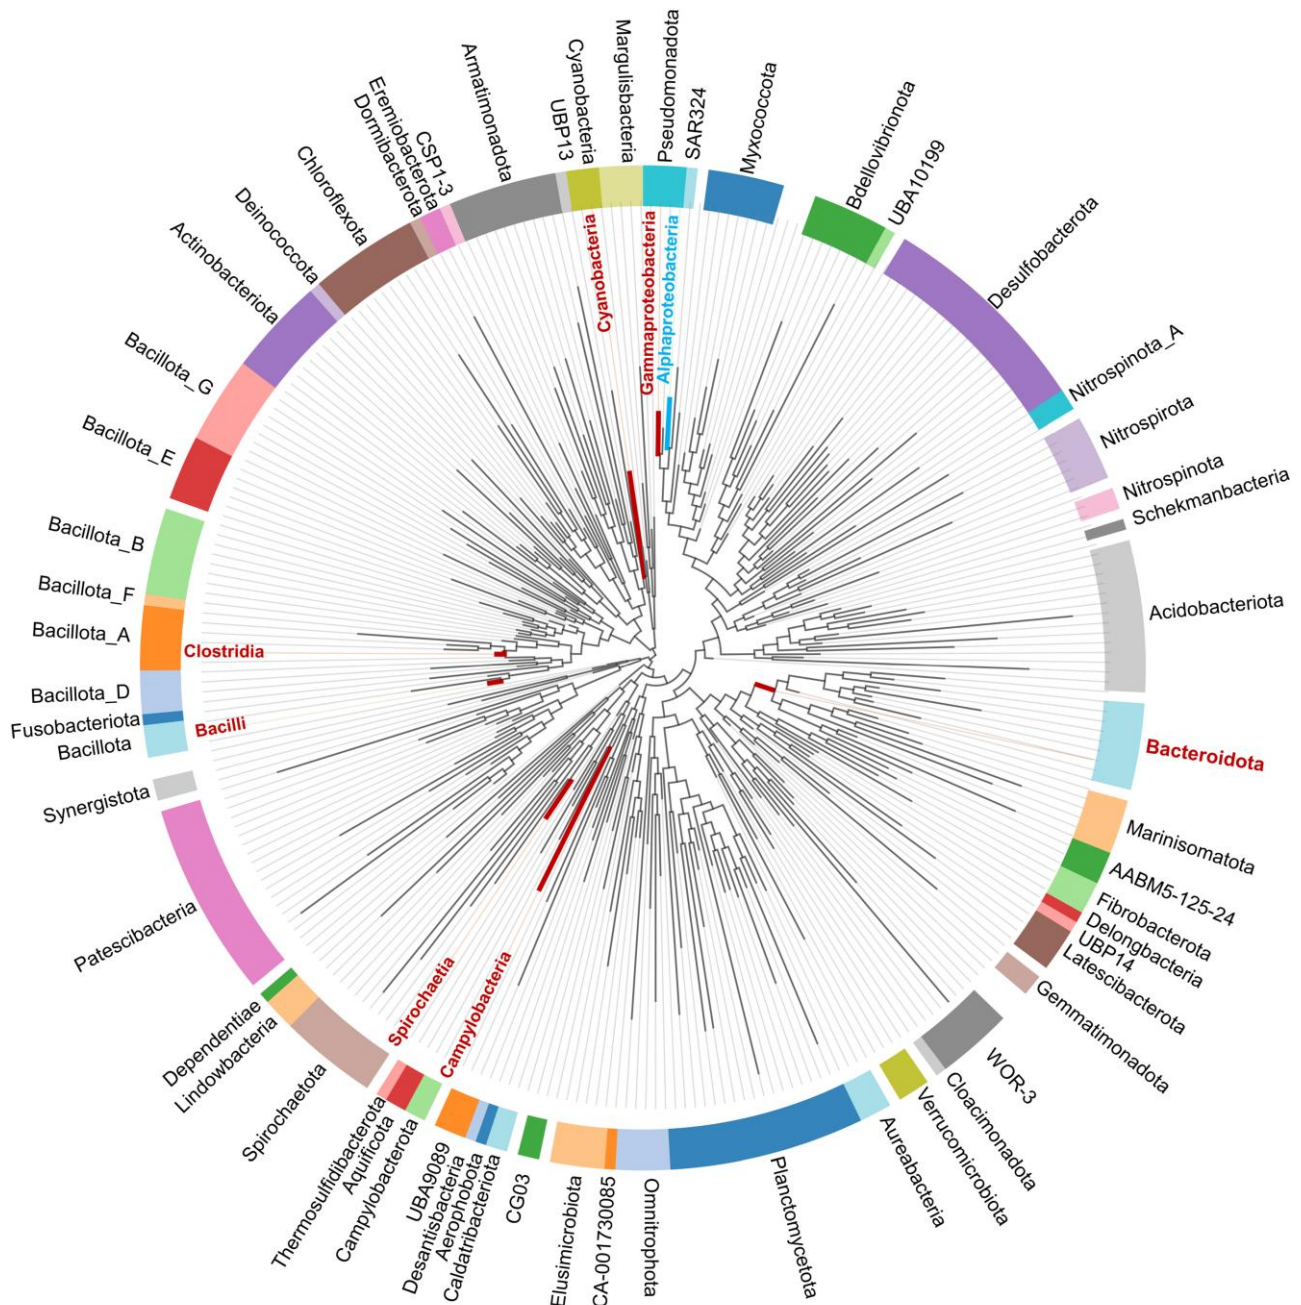 Pseudomonadota
SAR324
Myxococcota
Bdellovibrionota
UBA10199
Desulfobacterota
Nitrospinota_A
Nitrospirota
Nitrospinota
Schekmanbacteria
Acidobacteriota
Bacteroidota
Marinisomatota
AABM5-125-24
Fibrobacterota
Delongbacteria
UBP14
Latescibacterota
Gemmatimonadota
WOR-3
Cloacimonadota
Verrucomicrobiota
Aureabacteria
Planctomycetota
Omnitrophota
CA-001730085
Elusimicrobiota
CG03
Caldatribacteriota
Aerophobota
Desantisbacteria
UBA9089
Campylobacterota
Aquificota
Thermosulfidibacterota
Spirochaetota
Lindowbacteria
Dependentiae
Patescibacteria
Synergistota
Bacillota
Fusobacteriota
Bacillota_D
Bacillota_A
Bacillota_F
Bacillota_B
Bacillota_E
Bacillota_G
Actinobacteriota
Deinococcota
Chloroflexota
Dormibacterota
Eremiobacterota
CSP1-3
Armatimonadota
UBP13
Cyanobacteria
Margulisbacteria
Cyanobacteria
Gammaproteobacteria
Alphaproteobacteria
Clostridia
Bacilli
Spirochaetia
Campylobacteria